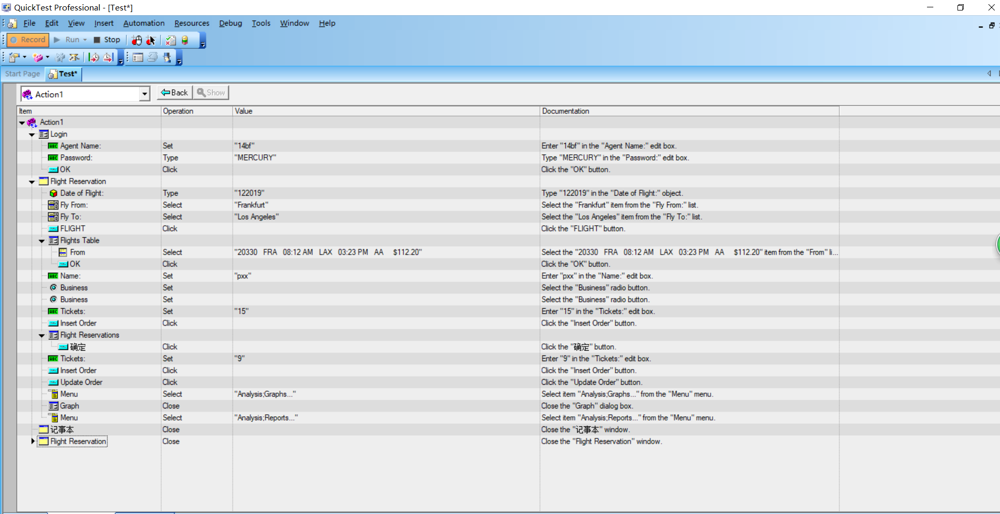 QuickTest Professional - [Test*]
File Edit View Insert Automation Resources Debug Tools Window Help
Record Run Stop
Start Page Test*
Action1 Back Show
Item Operation Value Documentation
Action1
Login
Agent Name: Set "14bf" Enter "14bf" in the "Agent Name:" edit box.
Password: Type "MERCURY" Type "MERCURY" in the "Password:" edit box.
OK Click Click the "OK" button.
Flight Reservation
Date of Flight: Type "122019" Type "122019" in the "Date of Flight:" object.
Fly From: Select "Frankfurt" Select the "Frankfurt" item from the "Fly From:" list.
Fly To: Select "Los Angeles" Select the "Los Angeles" item from the "Fly To:" list.
FLIGHT Click Click the "FLIGHT" button.
Flights Table
From Select "20330 FRA 08:12 AM LAX 03:23 PM AA $112.20" Select the "20330 FRA 08:12 AM LAX 03:23 PM AA $112.20" item from the "From" li...
OK Click Click the "OK" button.
Name: Set "pxx" Enter "pxx" in the "Name:" edit box.
Business Set Select the "Business" radio button.
Business Set Select the "Business" radio button.
Tickets: Set "15" Enter "15" in the "Tickets:" edit box.
Insert Order Click Click the "Insert Order" button.
Flight Reservations
确定 Click Click the "确定" button.
Tickets: Set "9" Enter "9" in the "Tickets:" edit box.
Insert Order Click Click the "Insert Order" button.
Update Order Click Click the "Update Order" button.
Menu Select "Analysis;Graphs..." Select item "Analysis;Graphs..." from the "Menu" menu.
Graph Close Close the "Graph" dialog box.
Menu Select "Analysis;Reports..." Select item "Analysis;Reports..." from the "Menu" menu.
记事本 Close Close the "记事本" window.
Flight Reservation Close Close the "Flight Reservation" window.